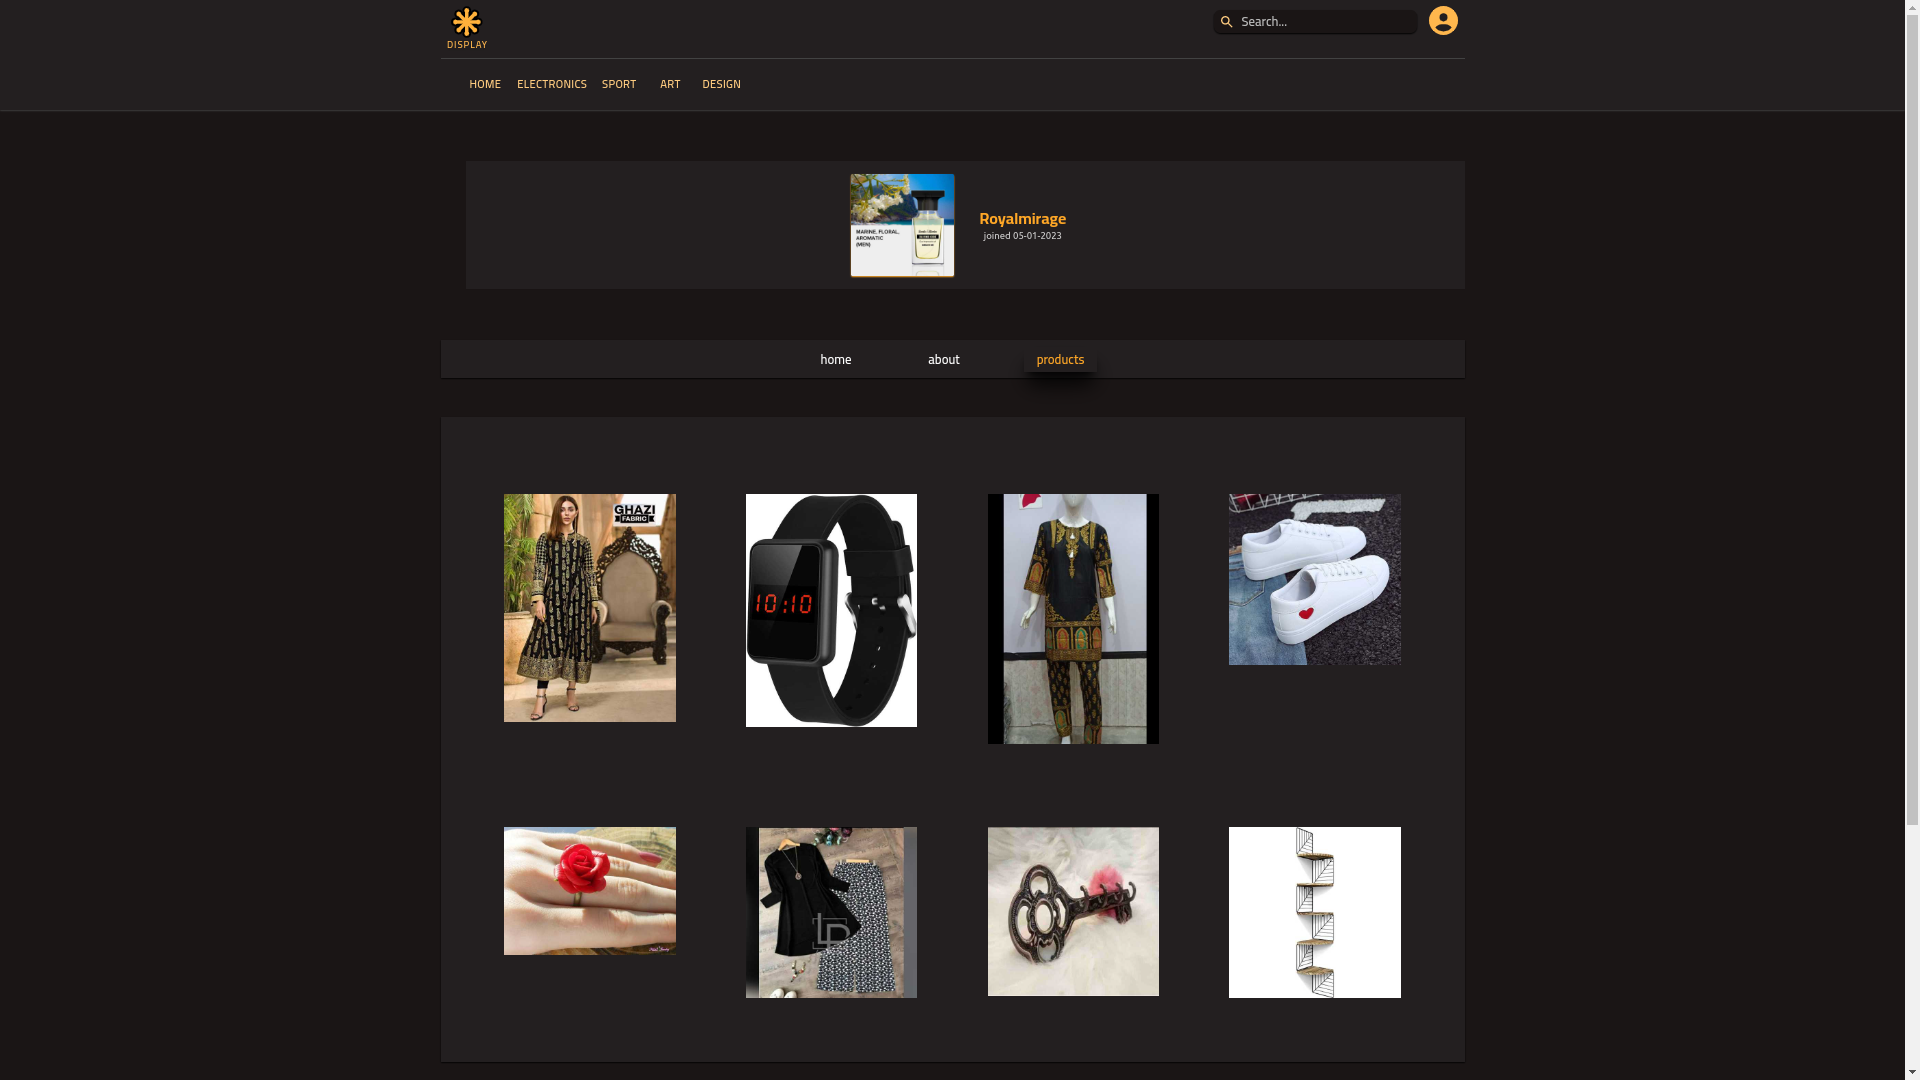 DISPLAY
Search...
HOME ELECTRONICS SPORT ART DESIGN
MARINE, FLORAL,
AROMATIC
(MEN)
Royalmirage
joined 05-01-2023
home about products
GHAZI
FABRIC
10:10
LP